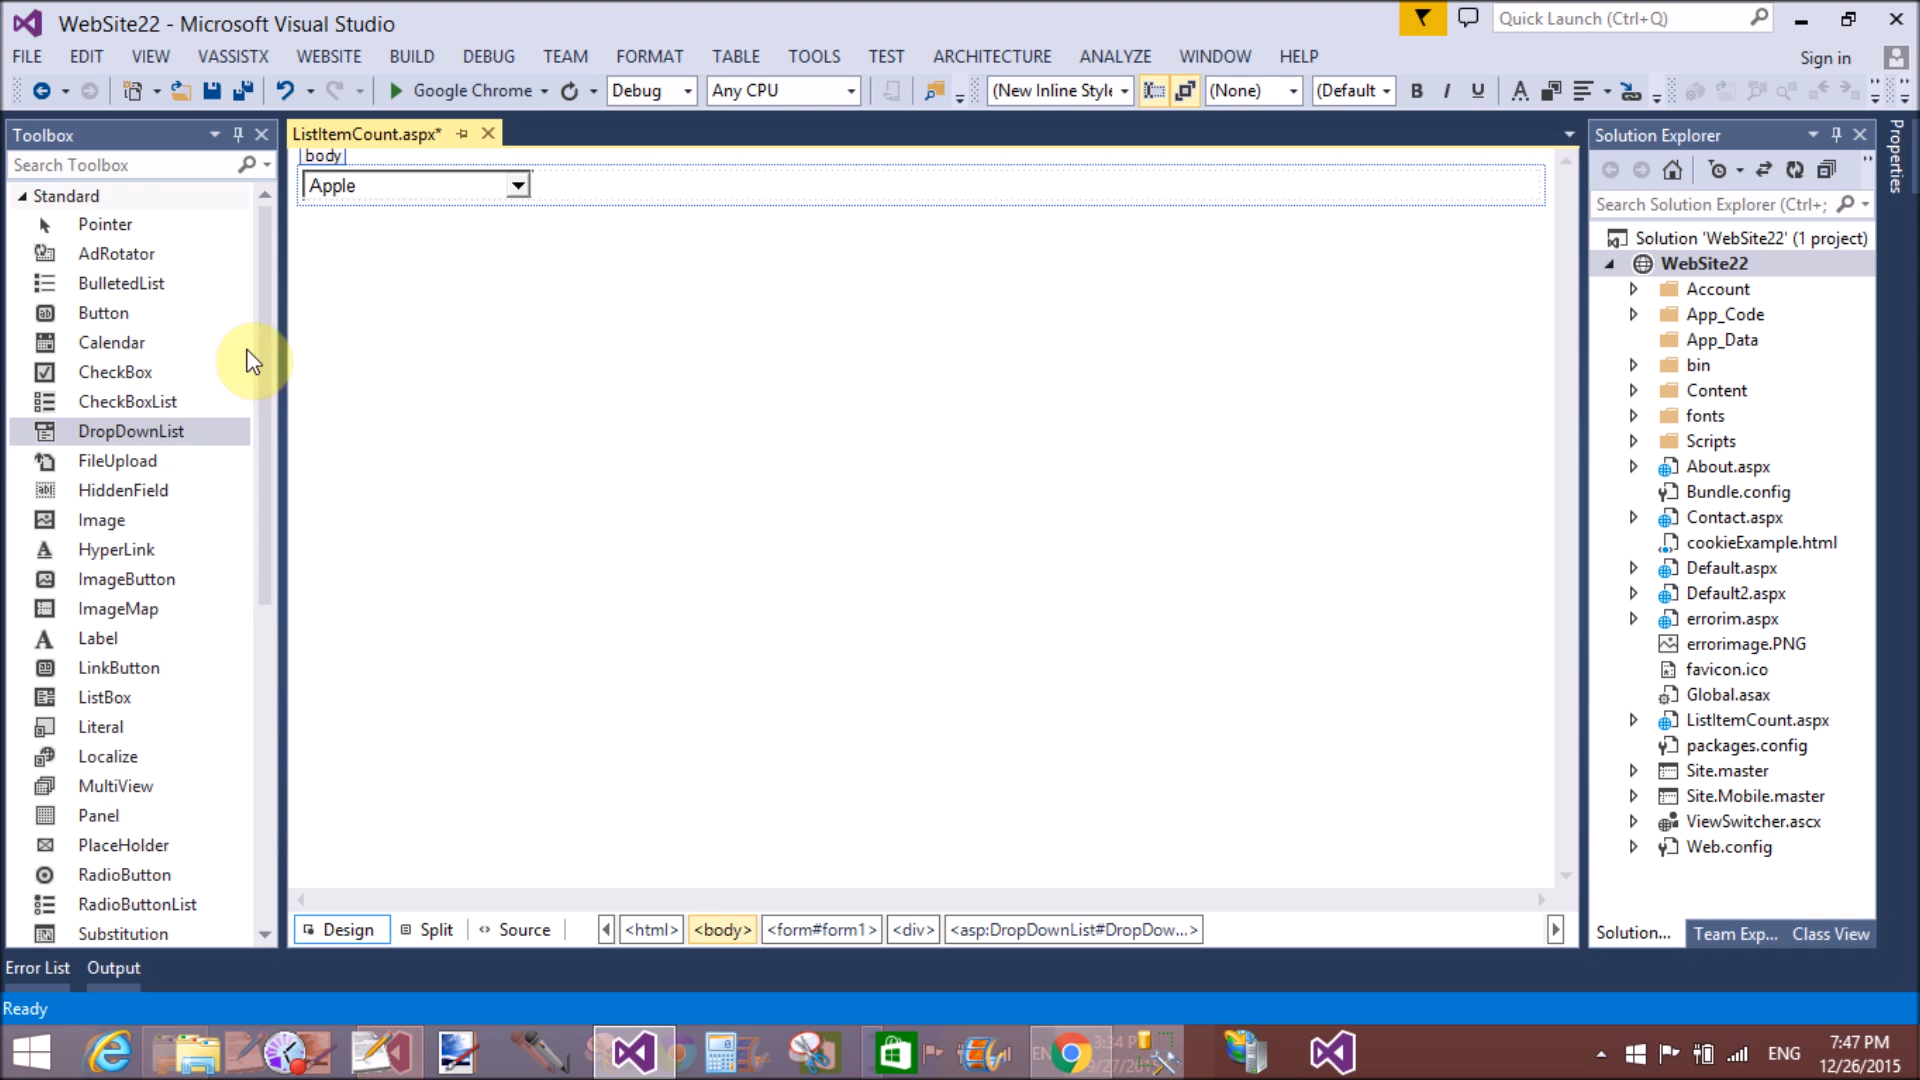 WebSite22 - Microsoft Visual Studio
Quick Launch (Ctrl+Q)
FILE EDIT VIEW VASSISTX WEBSITE BUILD DEBUG TEAM FORMAT TABLE TOOLS TEST ARCHITECTURE ANALYZE WINDOW HELP
Sign in
Google Chrome Debug Any CPU (New Inline Style (None) (Default B I U
Toolbox
Search Toolbox
Standard
Pointer
AdRotator
BulletedList
Button
Calendar
CheckBox
CheckBoxList
DropDownList
FileUpload
HiddenField
Image
HyperLink
ImageButton
ImageMap
Label
LinkButton
ListBox
Literal
Localize
MultiView
Panel
PlaceHolder
RadioButton
RadioButtonList
Substitution
ListItemCount.aspx*
body
Apple
Design Split Source <html> <body> <form#form1> <div> <asp:DropDownList#DropDow...>
Solution Explorer
Search Solution Explorer (Ctrl+;
Solution 'WebSite22' (1 project)
WebSite22
Account
App_Code
App_Data
bin
Content
fonts
Scripts
About.aspx
Bundle.config
Contact.aspx
cookieExample.html
Default.aspx
Default2.aspx
errorim.aspx
errorimage.PNG
favicon.ico
Global.asax
ListItemCount.aspx
packages.config
Site.master
Site.Mobile.master
ViewSwitcher.ascx
Web.config
Solution... Team Exp... Class View
Properties
Error List Output
Ready
ENG
7:47 PM
12/26/2015